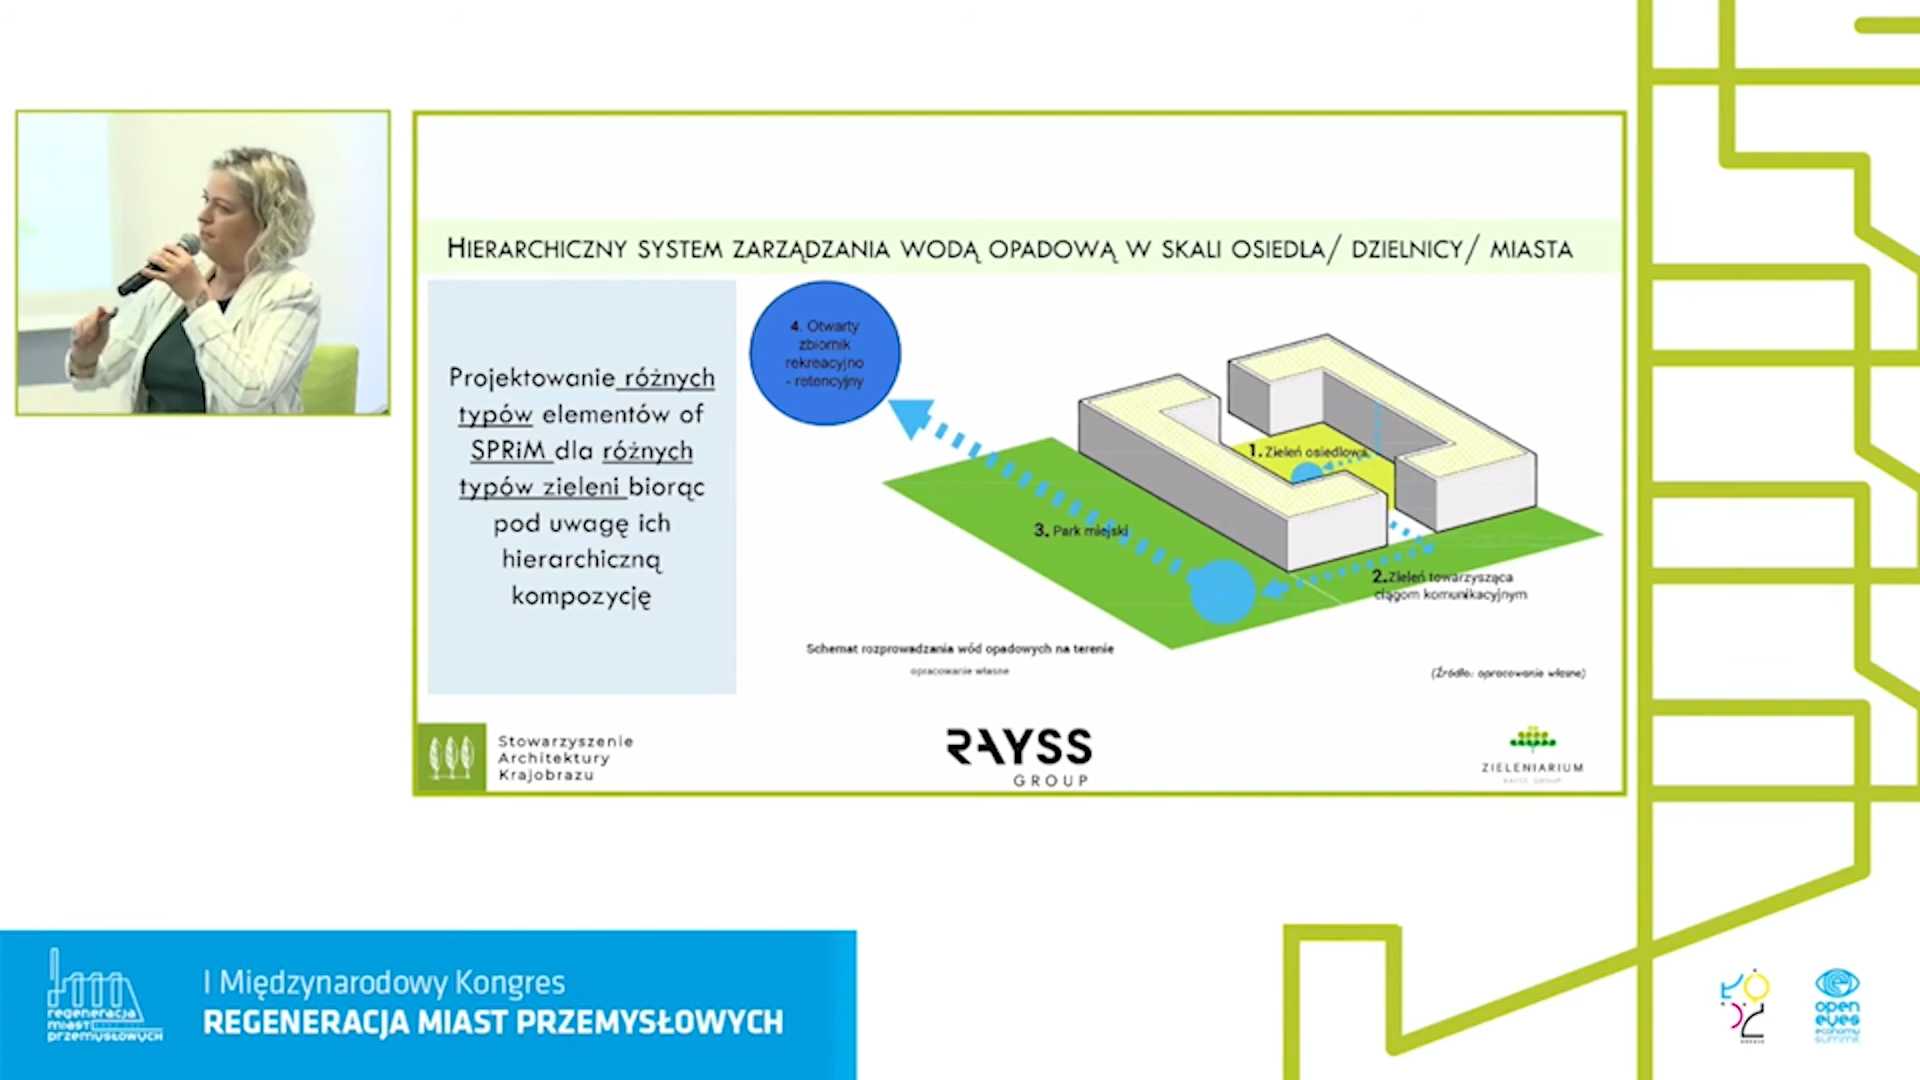 HIERARCHICZNY SYSTEM ZARZĄDZANIA WODĄ OPADOWĄ W SKALI OSIEDLA/ DZIELNICY/ MIASTA
Projektowanie różnych
typów elementów of
SPRiM dla różnych
typów zieleni biorąc
pod uwagę ich
hierarchiczną
kompozycję
4. Otwarty
zbiornik
rekreacyjno
- retencyjny
1. Zieleń osiedlowa
3. Park miejski
2. Zieleń towarzysząca
ciągom komunikacyjnym
Schemat rozprowadzania wód opadowych na terenie
opracowanie własne
(Źródło: opracowanie własne)
Stowarzyszenie
Architektury
Krajobrazu
RAYSS
GROUP
ZIELENIARIUM
RAYSS GROUP
I Międzynarodowy Kongres
REGENERACJA MIAST PRZEMYSŁOWYCH
regeneracja
miast
przemysłowych
open
eyes
economy
summit